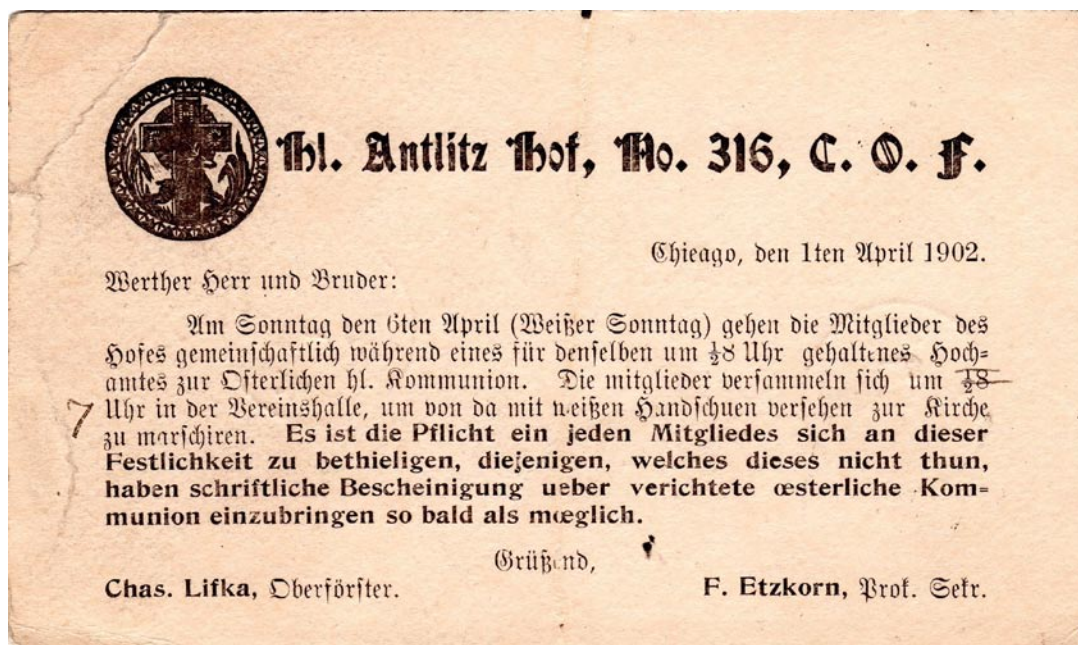 hl. Antlitz Hof, No. 316, C. O. F.
Chieago, den 1ten April 1902.
Werther Herr und Bruder:
Am Sonntag den 6ten April (Weißer Sonntag) gehen die Mitglieder des
Hofes gemeinschaftlich während eines für denselben um ½8 Uhr gehaltenes Hoch=
amtes zur Österlichen hl. Kommunion. Die mitglieder versammeln sich um ½8
7 Uhr in der Vereinshalle, um von da mit weißen Handschuen versehen zur Kirche
zu marschiren. Es ist die Pflicht ein jeden Mitgliedes sich an dieser
Festlichkeit zu bethieligen, diejenigen, welches dieses nicht thun,
haben schriftliche Bescheinigung ueber verichtete œsterliche Kom=
munion einzubringen so bald als mœglich.
Grüßend,
Chas. Lifka, Oberförster. F. Etzkorn, Prot. Sekr.